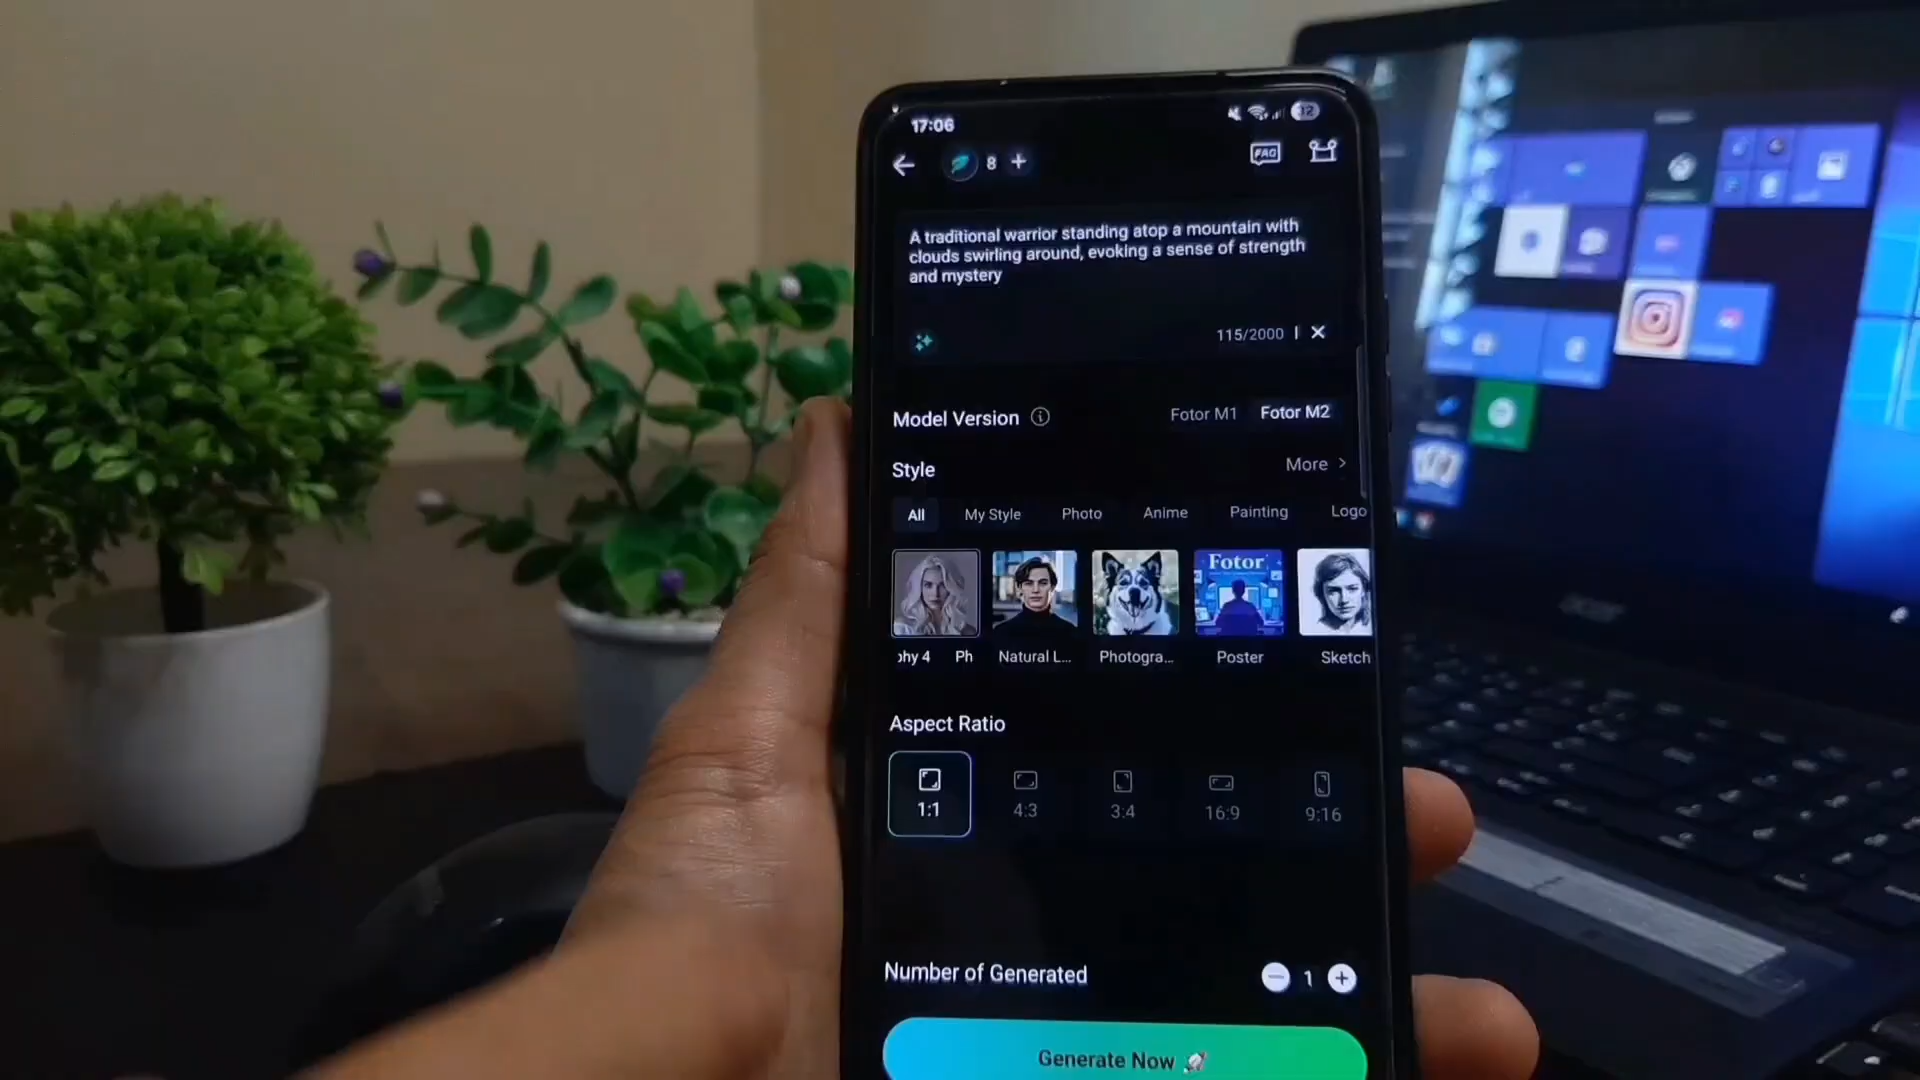 17:06
12
8 +
FAQ
A traditional warrior standing atop a mountain with
clouds swirling around, evoking a sense of strength
and mystery
115/2000
Model Version
Fotor M1
Fotor M2
Style
More >
All
My Style
Photo
Anime
Painting
Logo
Fotor
phy 4 Ph
Natural L...
Photogra...
Poster
Sketch
Aspect Ratio
1:1
4:3
3:4
16:9
9:16
Number of Generated
1
Generate Now
acer